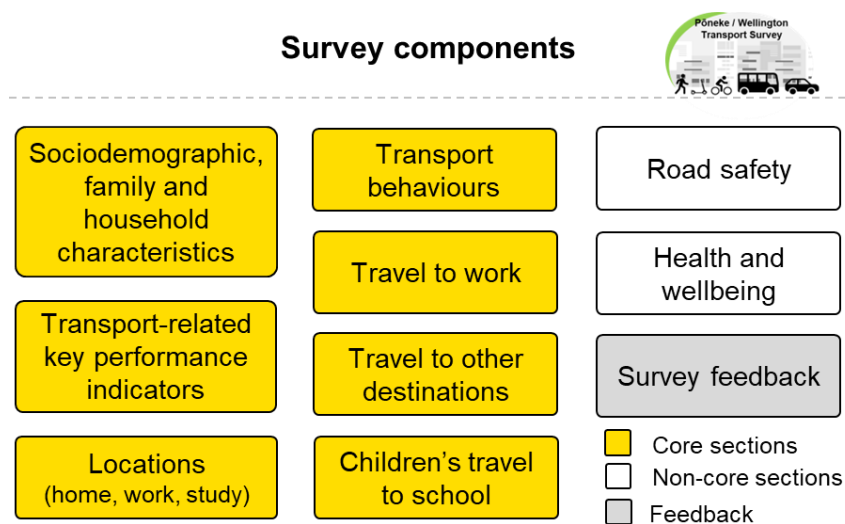 Survey components
Pōneke / Wellington
Transport Survey
Sociodemographic,
family and
household
characteristics
Transport-related
key performance
indicators
Locations
(home, work, study)
Transport
behaviours
Travel to work
Travel to other
destinations
Children’s travel
to school
Road safety
Health and
wellbeing
Survey feedback
Core sections
Non-core sections
Feedback